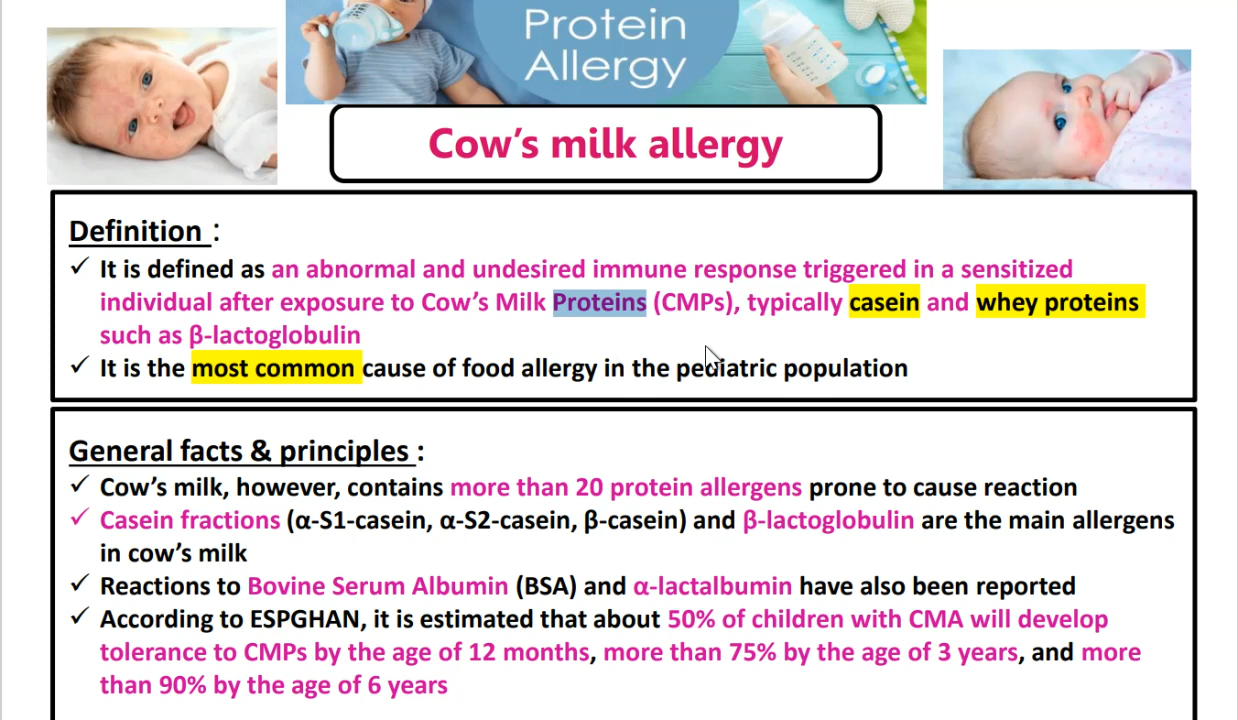 Protein
Allergy
Cow's milk allergy
Definition :
✓ It is defined as an abnormal and undesired immune response triggered in a sensitized
individual after exposure to Cow's Milk Proteins (CMPs), typically casein and whey proteins
such as β-lactoglobulin
✓ It is the most common cause of food allergy in the pediatric population
General facts & principles :
✓ Cow's milk, however, contains more than 20 protein allergens prone to cause reaction
✓ Casein fractions (α-S1-casein, α-S2-casein, β-casein) and β-lactoglobulin are the main allergens
in cow's milk
✓ Reactions to Bovine Serum Albumin (BSA) and α-lactalbumin have also been reported
✓ According to ESPGHAN, it is estimated that about 50% of children with CMA will develop
tolerance to CMPs by the age of 12 months, more than 75% by the age of 3 years, and more
than 90% by the age of 6 years